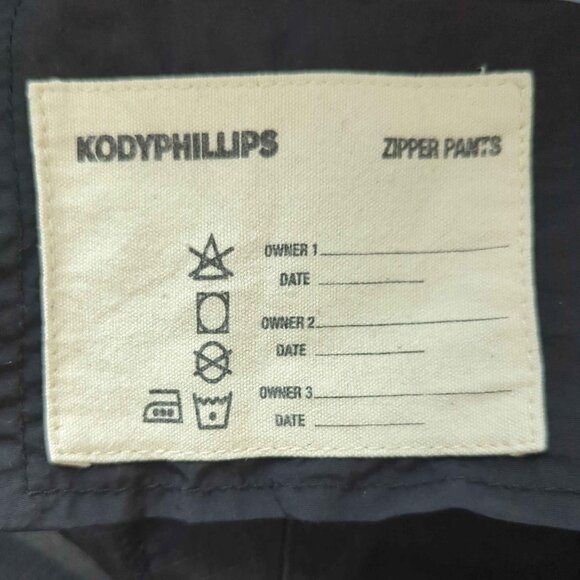 KODYPHILLIPS ZIPPER PANTS
OWNER 1
DATE
OWNER 2
DATE
OWNER 3
DATE